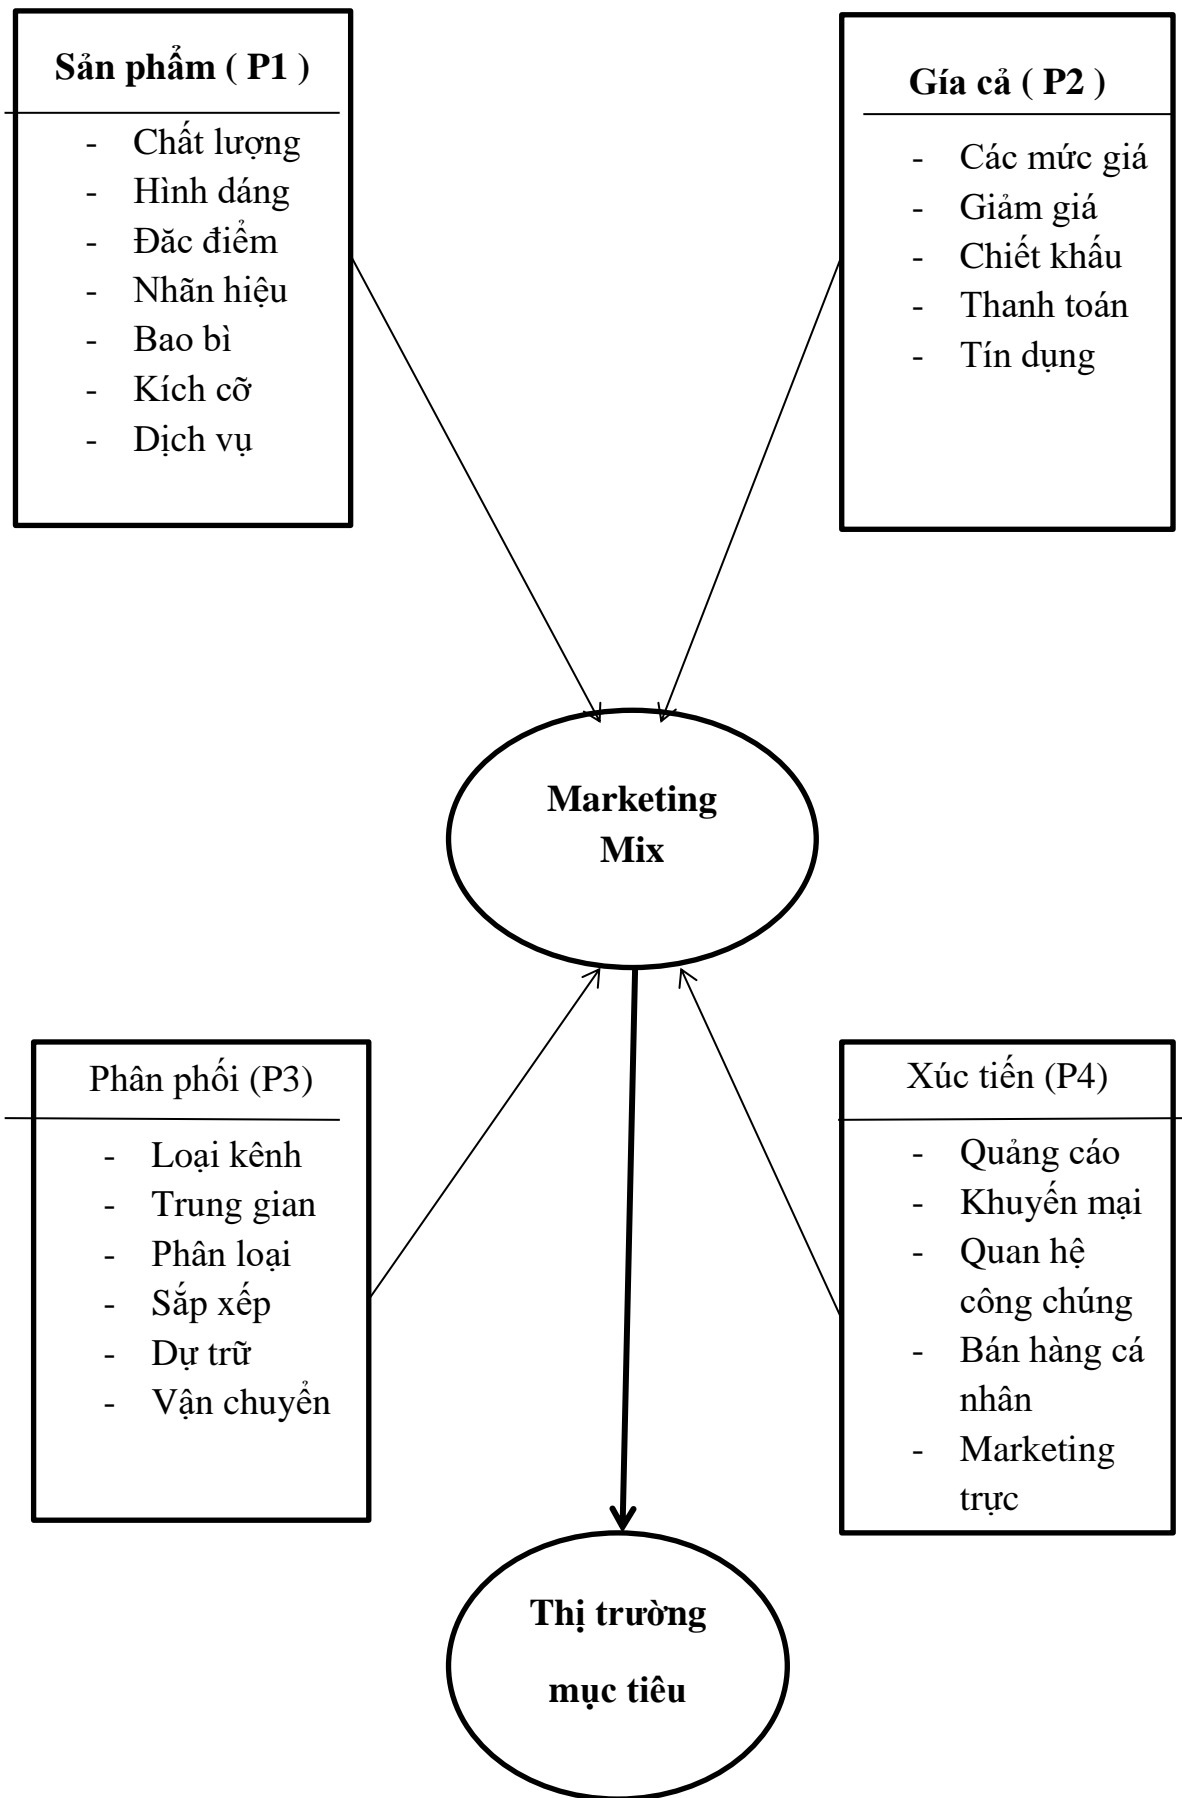 Sản phẩm ( P1 )
- Chất lượng
- Hình dáng
- Đăc điểm
- Nhãn hiệu
- Bao bì
- Kích cỡ
- Dịch vụ
Gía cả ( P2 )
- Các mức giá
- Giảm giá
- Chiết khấu
- Thanh toán
- Tín dụng
Marketing
Mix
Phân phối (P3)
- Loại kênh
- Trung gian
- Phân loại
- Sắp xếp
- Dự trữ
- Vận chuyển
Xúc tiến (P4)
- Quảng cáo
- Khuyến mại
- Quan hệ
công chúng
- Bán hàng cá
nhân
- Marketing
trực
Thị trường
mục tiêu